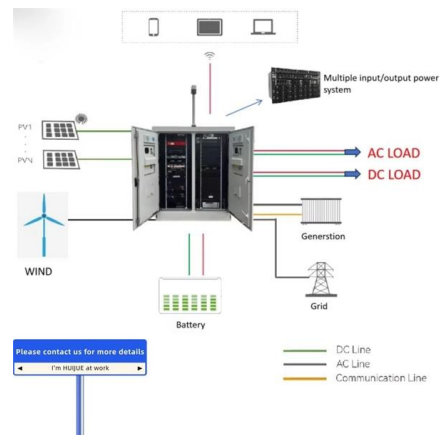 Multiple input/output power
system
PV1
PVN
AC LOAD
DC LOAD
WIND
Generstion
Grid
Battery
Please contact us for more details
I'm HUIJUE at work
DC Line
AC Line
Communication Line